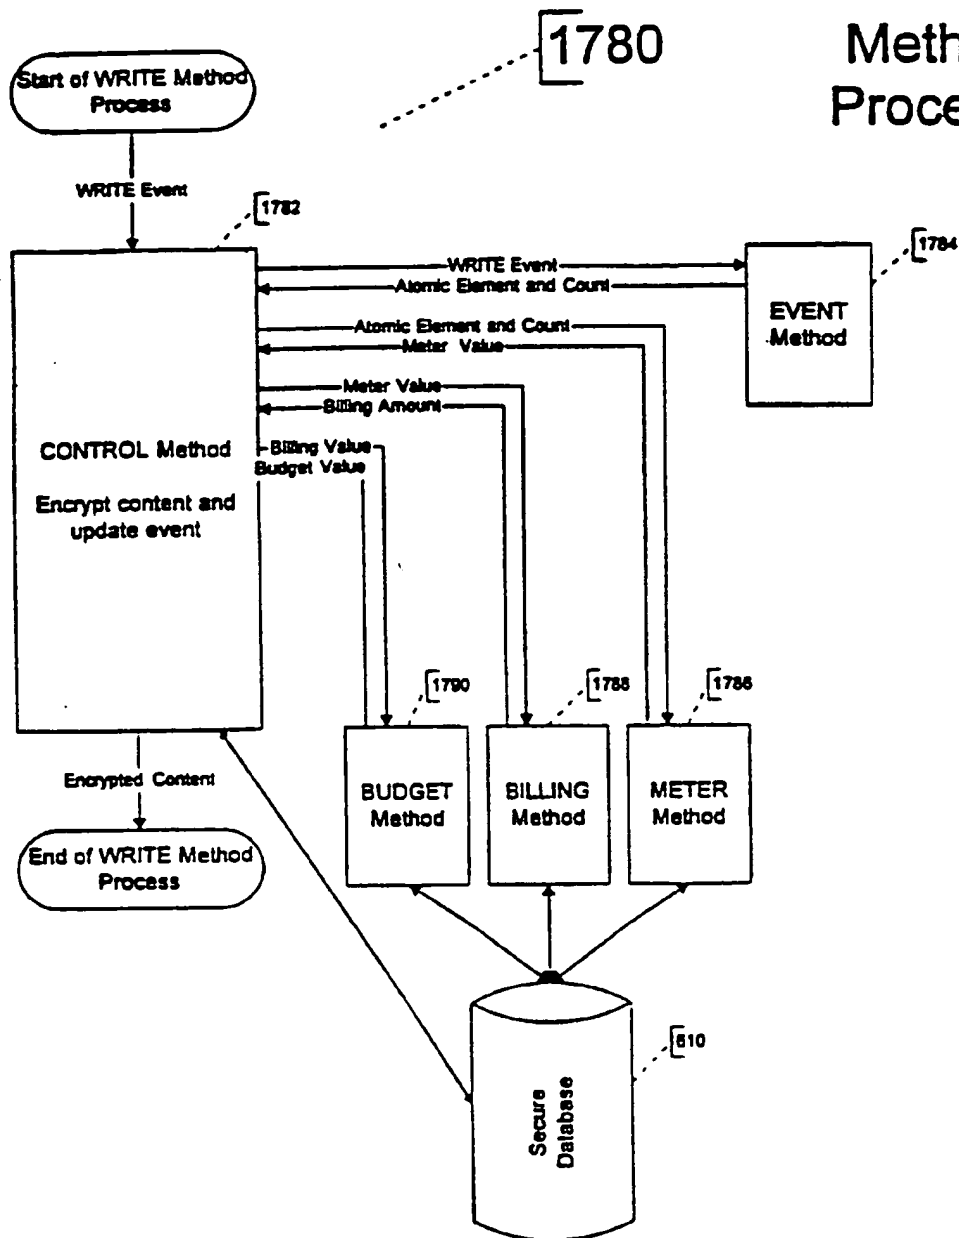 1780
Meth
Proce
Start of WRITE Method
Process
WRITE Event
1782
1784
WRITE Event
Atomic Element and Count
EVENT
Method
Atomic Element and Count
Meter Value
Meter Value
Billing Amount
CONTROL Method
Encrypt content and
update event
Billing Value
Budget Value
1790
1788
1786
Encrypted Content
BUDGET
Method
BILLING
Method
METER
Method
End of WRITE Method
Process
610
Secure
Database